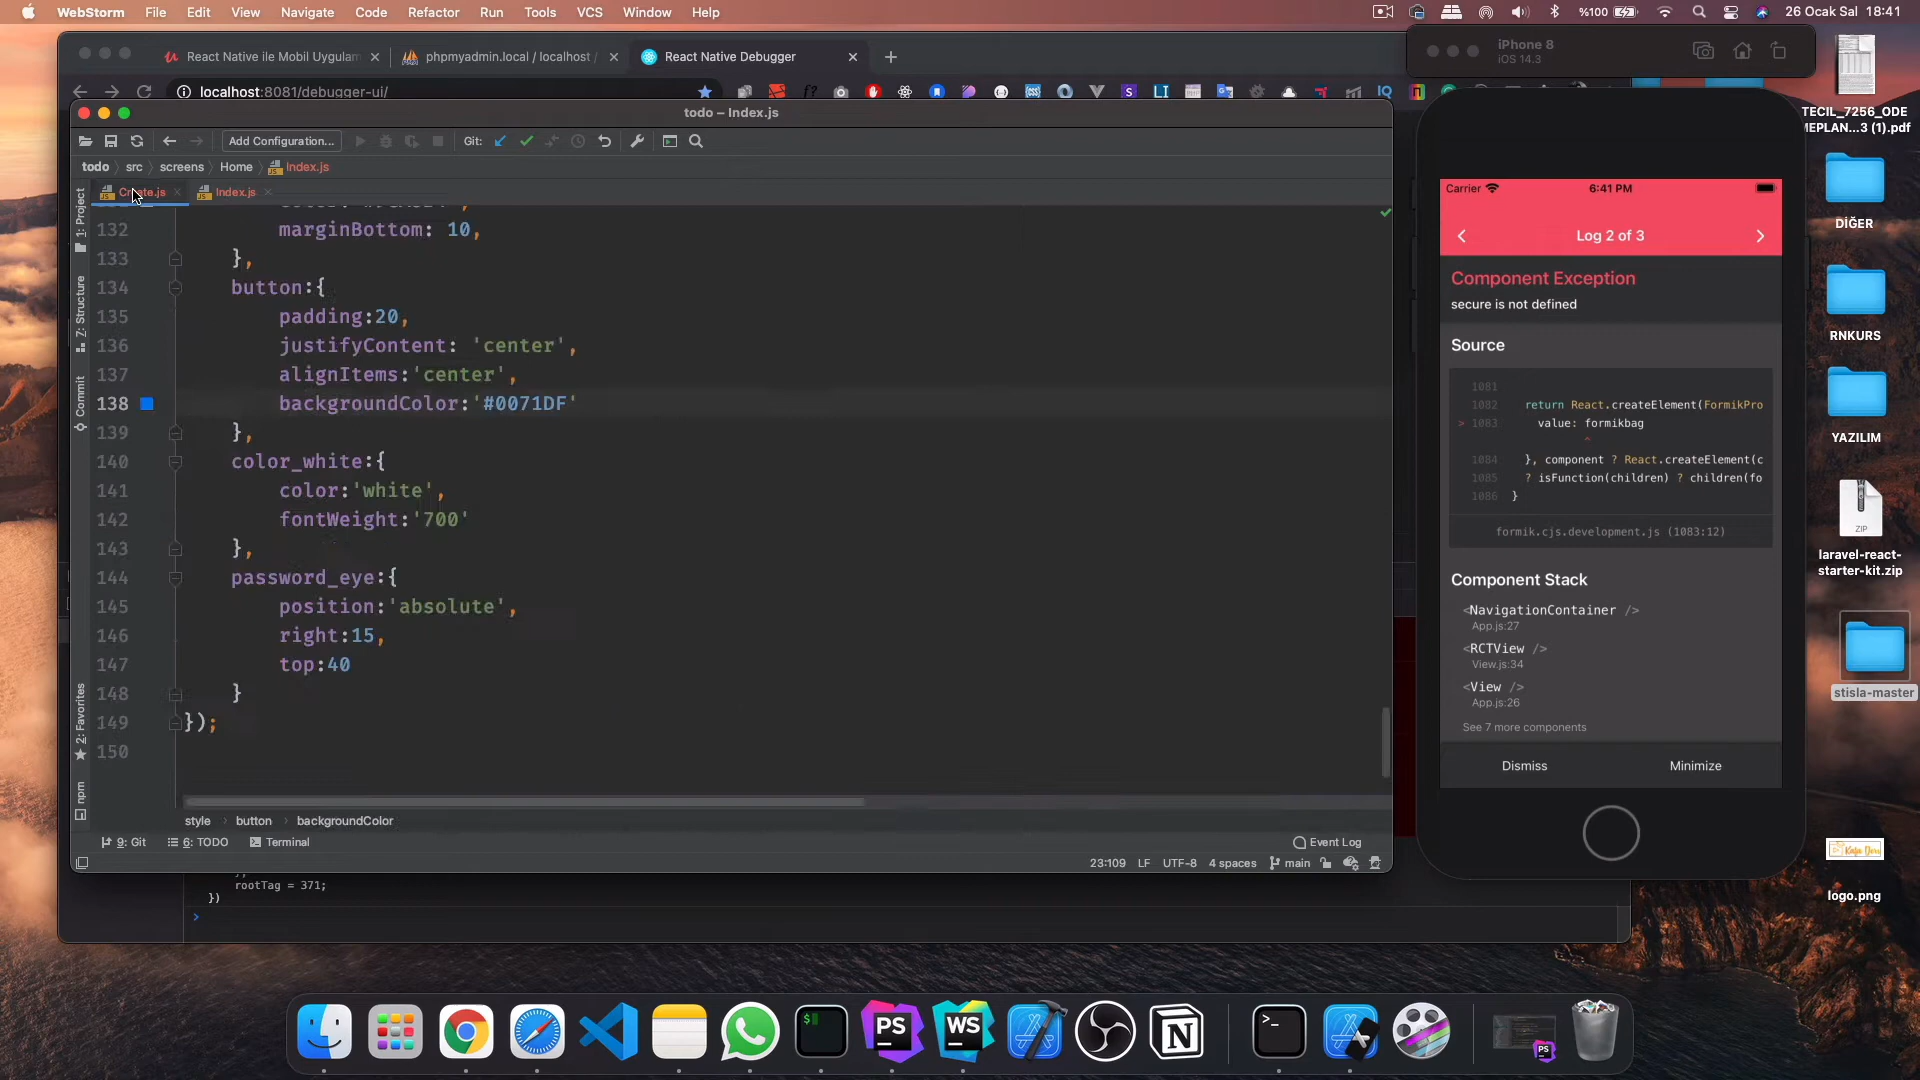 WebStorm File Edit View Navigate Code Refactor Run Tools VCS Window Help
%100 26 Ocak Sal 18:41
React Native ile Mobil Uygulam
phpmyadmin.local / localhost /
React Native Debugger
localhost:8081/debugger-ui/
todo – Index.js
Add Configuration...
Git:
todo src screens Home Index.js
Create.js Index.js
1: Project
Z: Structure
Commit
2: Favorites
npm
132 marginBottom: 10,
133 },
134 button:{
135 padding:20,
136 justifyContent: 'center',
137 alignItems:'center',
138 backgroundColor:'#0071DF'
139 },
140 color_white:{
141 color:'white',
142 fontWeight:'700'
143 },
144 password_eye:{
145 position:'absolute',
146 right:15,
147 top:40
148 }
149 });
150
style button backgroundColor
9: Git 6: TODO Terminal
Event Log
23:109 LF UTF-8 4 spaces main
rootTag = 371;
})
iPhone 8
iOS 14.3
Carrier 6:41 PM
Log 2 of 3
Component Exception
secure is not defined
Source
1081
1082 return React.createElement(FormikPro
> 1083 value: formikbag
^
1084 }, component ? React.createElement(c
1085 ? isFunction(children) ? children(fo
1086 }
formik.cjs.development.js (1083:12)
Component Stack
<NavigationContainer />
App.js:27
<RCTView />
View.js:34
<View />
App.js:26
See 7 more components
Dismiss Minimize
TECIL_7256_ODE
MEPLAN...3 (1).pdf
DİĞER
RNKURS
YAZILIM
ZIP
laravel-react-
starter-kit.zip
stisla-master
logo.png
PS
WS